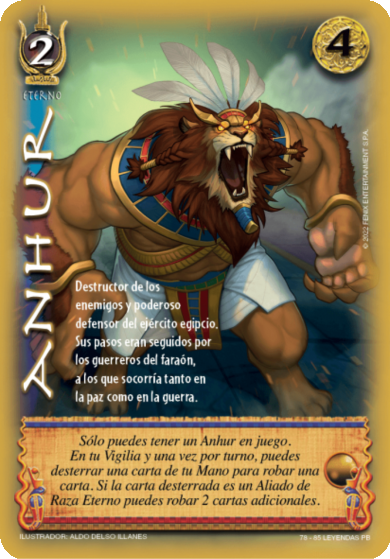 2
4
ETERNO
ANHUR
© 2022 FENIX ENTERTAINMENT S.P.A.
Destructor de los
enemigos y poderoso
defensor del ejército egipcio.
Sus pasos eran seguidos por
los guerreros del faraón,
a los que socorría tanto en
la paz como en la guerra.
Sólo puedes tener un Anhur en juego.
En tu Vigilia y una vez por turno, puedes
desterrar una carta de tu Mano para robar una
carta. Si la carta desterrada es un Aliado de
Raza Eterno puedes robar 2 cartas adicionales.
ILUSTRADOR: ALDO DELSO ILLANES
78 - 85 LEYENDAS PB